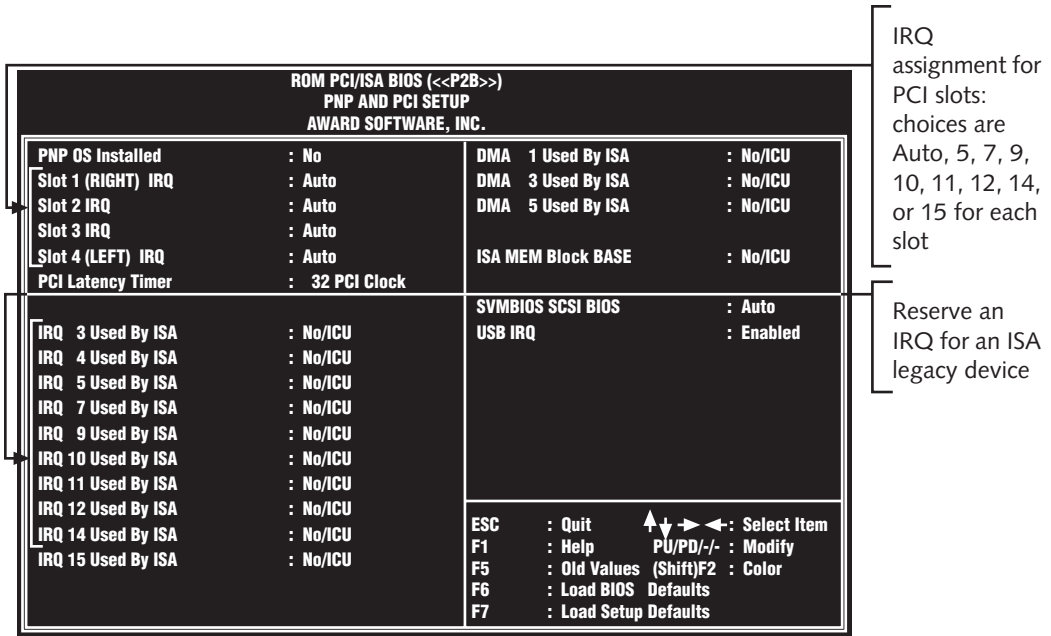 ROM PCI/ISA BIOS (<<P2B>>)
PNP AND PCI SETUP
AWARD SOFTWARE, INC.
PNP OS Installed : No
Slot 1 (RIGHT) IRQ : Auto
Slot 2 IRQ : Auto
Slot 3 IRQ : Auto
Slot 4 (LEFT) IRQ : Auto
PCI Latency Timer : 32 PCI Clock
IRQ 3 Used By ISA : No/ICU
IRQ 4 Used By ISA : No/ICU
IRQ 5 Used By ISA : No/ICU
IRQ 7 Used By ISA : No/ICU
IRQ 9 Used By ISA : No/ICU
IRQ 10 Used By ISA : No/ICU
IRQ 11 Used By ISA : No/ICU
IRQ 12 Used By ISA : No/ICU
IRQ 14 Used By ISA : No/ICU
IRQ 15 Used By ISA : No/ICU
DMA 1 Used By ISA : No/ICU
DMA 3 Used By ISA : No/ICU
DMA 5 Used By ISA : No/ICU
ISA MEM Block BASE : No/ICU
SVMBIOS SCSI BIOS : Auto
USB IRQ : Enabled
ESC : Quit : Select Item
F1 : Help PU/PD/-/- : Modify
F5 : Old Values (Shift)F2 : Color
F6 : Load BIOS Defaults
F7 : Load Setup Defaults
IRQ
assignment for
PCI slots:
choices are
Auto, 5, 7, 9,
10, 11, 12, 14,
or 15 for each
slot
Reserve an
IRQ for an ISA
legacy device